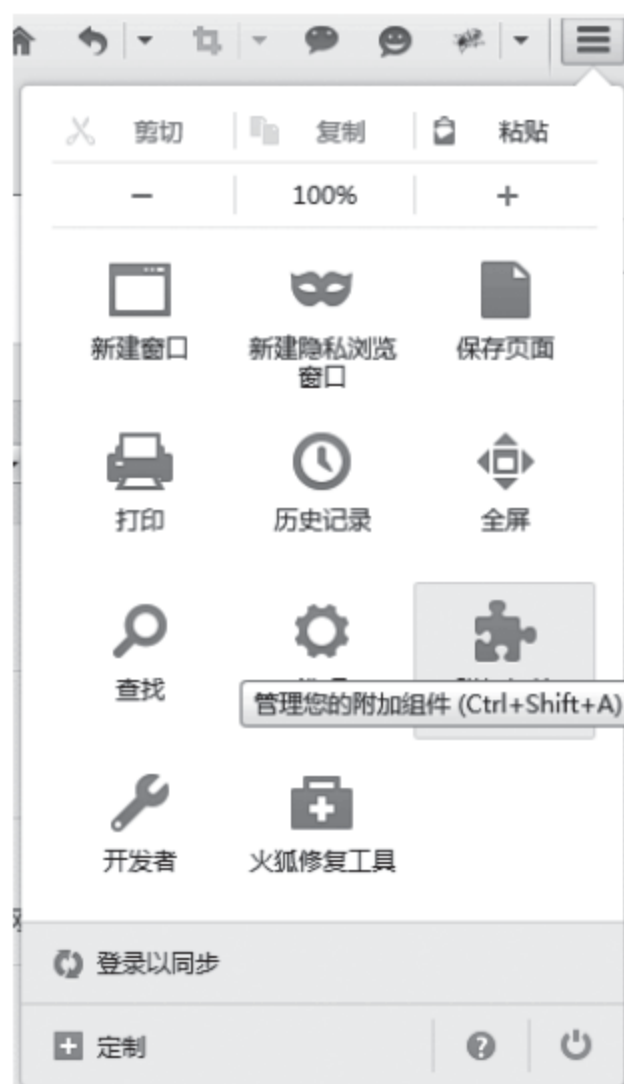 剪切 复制 粘贴
− 100% +
新建窗口 新建隐私浏览 保存页面
窗口
打印 历史记录 全屏
查找
管理您的附加组件 (Ctrl+Shift+A)
开发者 火狐修复工具
登录以同步
定制